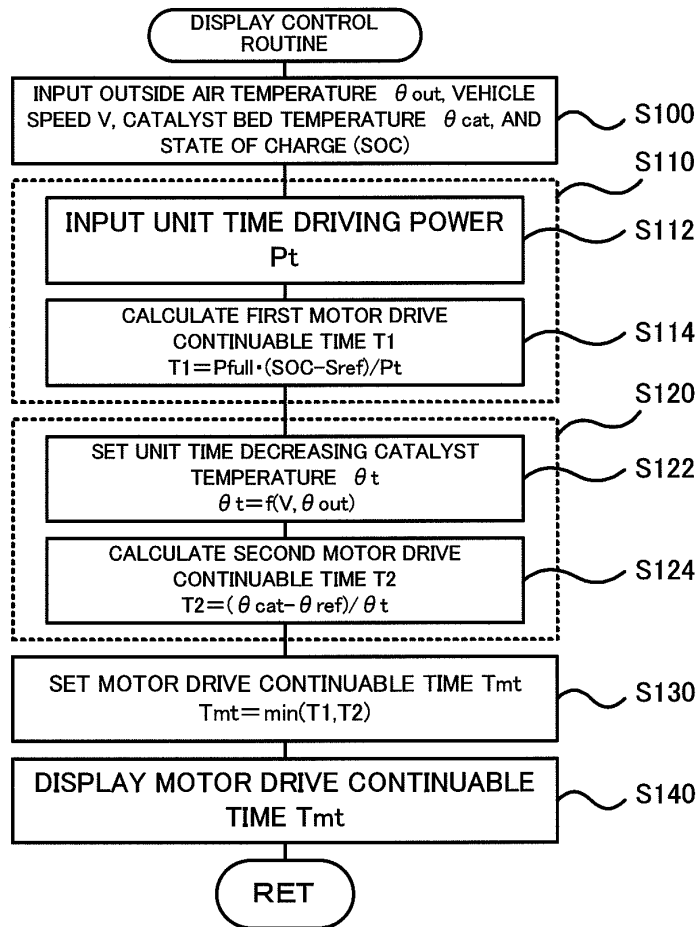 DISPLAY CONTROL
ROUTINE
INPUT OUTSIDE AIR TEMPERATURE θout, VEHICLE
SPEED V, CATALYST BED TEMPERATURE θcat, AND
STATE OF CHARGE (SOC)
S100
S110
INPUT UNIT TIME DRIVING POWER
Pt
S112
CALCULATE FIRST MOTOR DRIVE
CONTINUABLE TIME T1
T1=Pfull･(SOC-Sref)/Pt
S114
S120
SET UNIT TIME DECREASING CATALYST
TEMPERATURE θt
θt=f(V,θout)
S122
CALCULATE SECOND MOTOR DRIVE
CONTINUABLE TIME T2
T2=(θcat-θref)/θt
S124
SET MOTOR DRIVE CONTINUABLE TIME Tmt
Tmt=min(T1,T2)
S130
DISPLAY MOTOR DRIVE CONTINUABLE
TIME Tmt
S140
RET